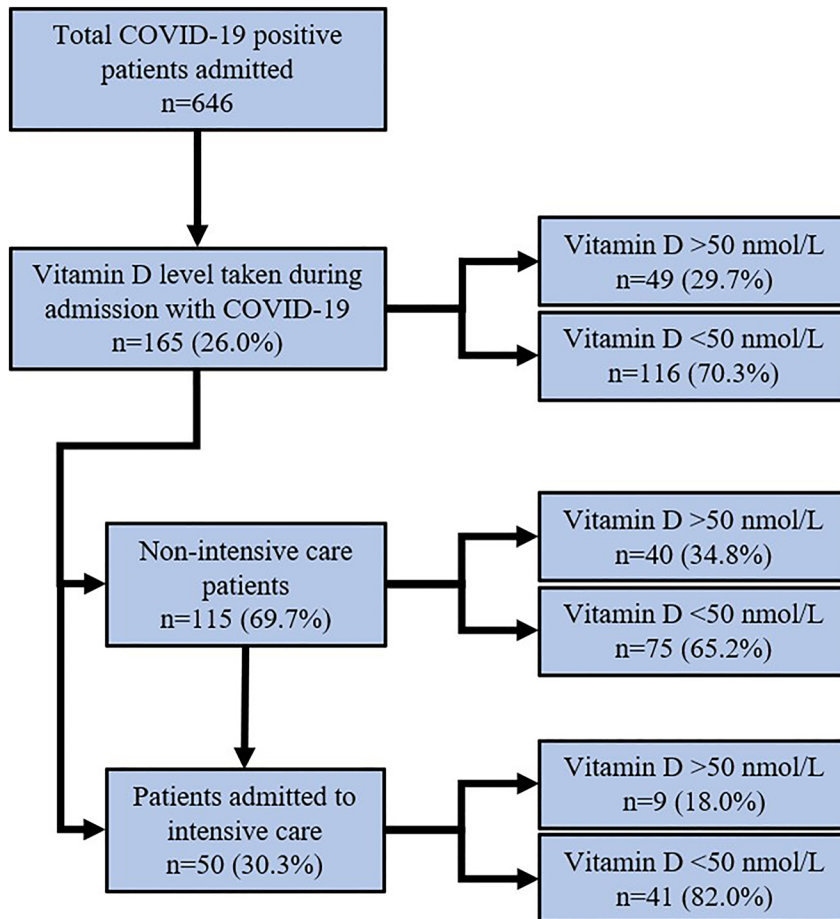 Total COVID-19 positive
patients admitted
n=646
Vitamin D level taken during
admission with COVID-19
n=165 (26.0%)
Vitamin D >50 nmol/L
n=49 (29.7%)
Vitamin D <50 nmol/L
n=116 (70.3%)
Non-intensive care
patients
n=115 (69.7%)
Vitamin D >50 nmol/L
n=40 (34.8%)
Vitamin D <50 nmol/L
n=75 (65.2%)
Patients admitted to
intensive care
n=50 (30.3%)
Vitamin D >50 nmol/L
n=9 (18.0%)
Vitamin D <50 nmol/L
n=41 (82.0%)